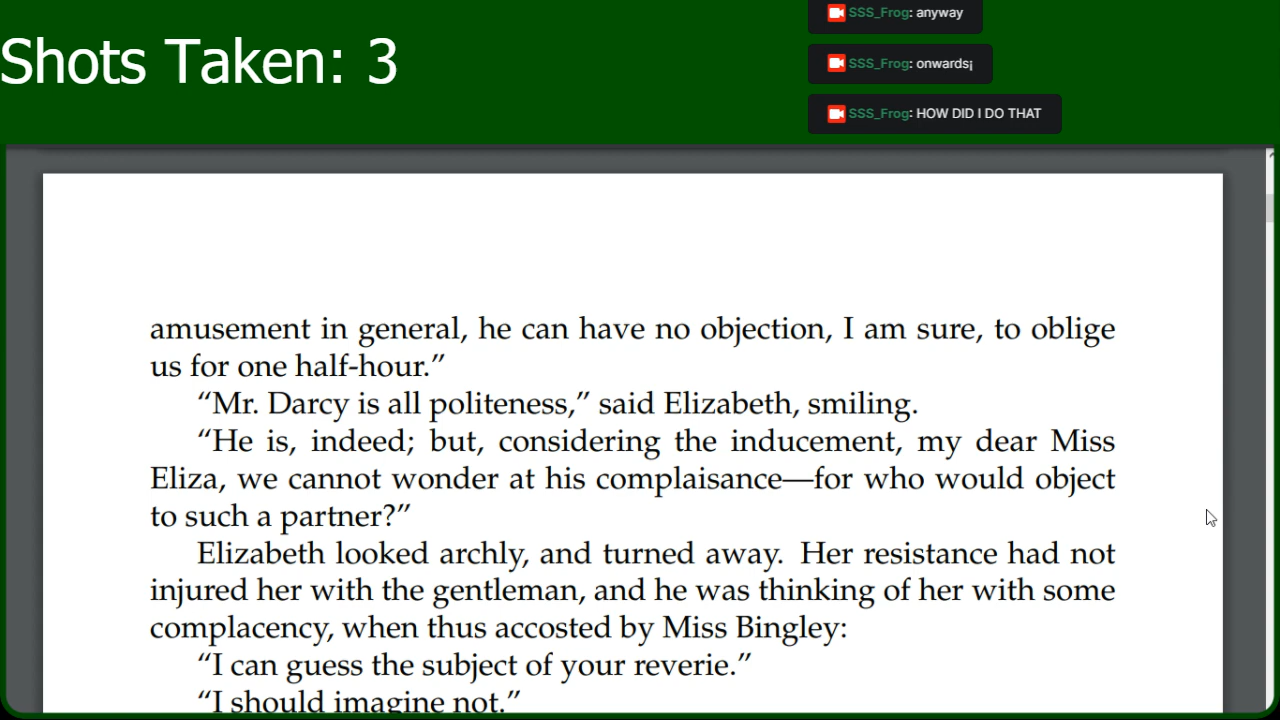 Shots Taken: 3
SSS_Frog: anyway
SSS_Frog: onwards¡
SSS_Frog: HOW DID I DO THAT
amusement in general, he can have no objection, I am sure, to oblige
us for one half-hour.”
“Mr. Darcy is all politeness,” said Elizabeth, smiling.
“He is, indeed; but, considering the inducement, my dear Miss
Eliza, we cannot wonder at his complaisance—for who would object
to such a partner?”
Elizabeth looked archly, and turned away. Her resistance had not
injured her with the gentleman, and he was thinking of her with some
complacency, when thus accosted by Miss Bingley:
“I can guess the subject of your reverie.”
“I should imagine not.”